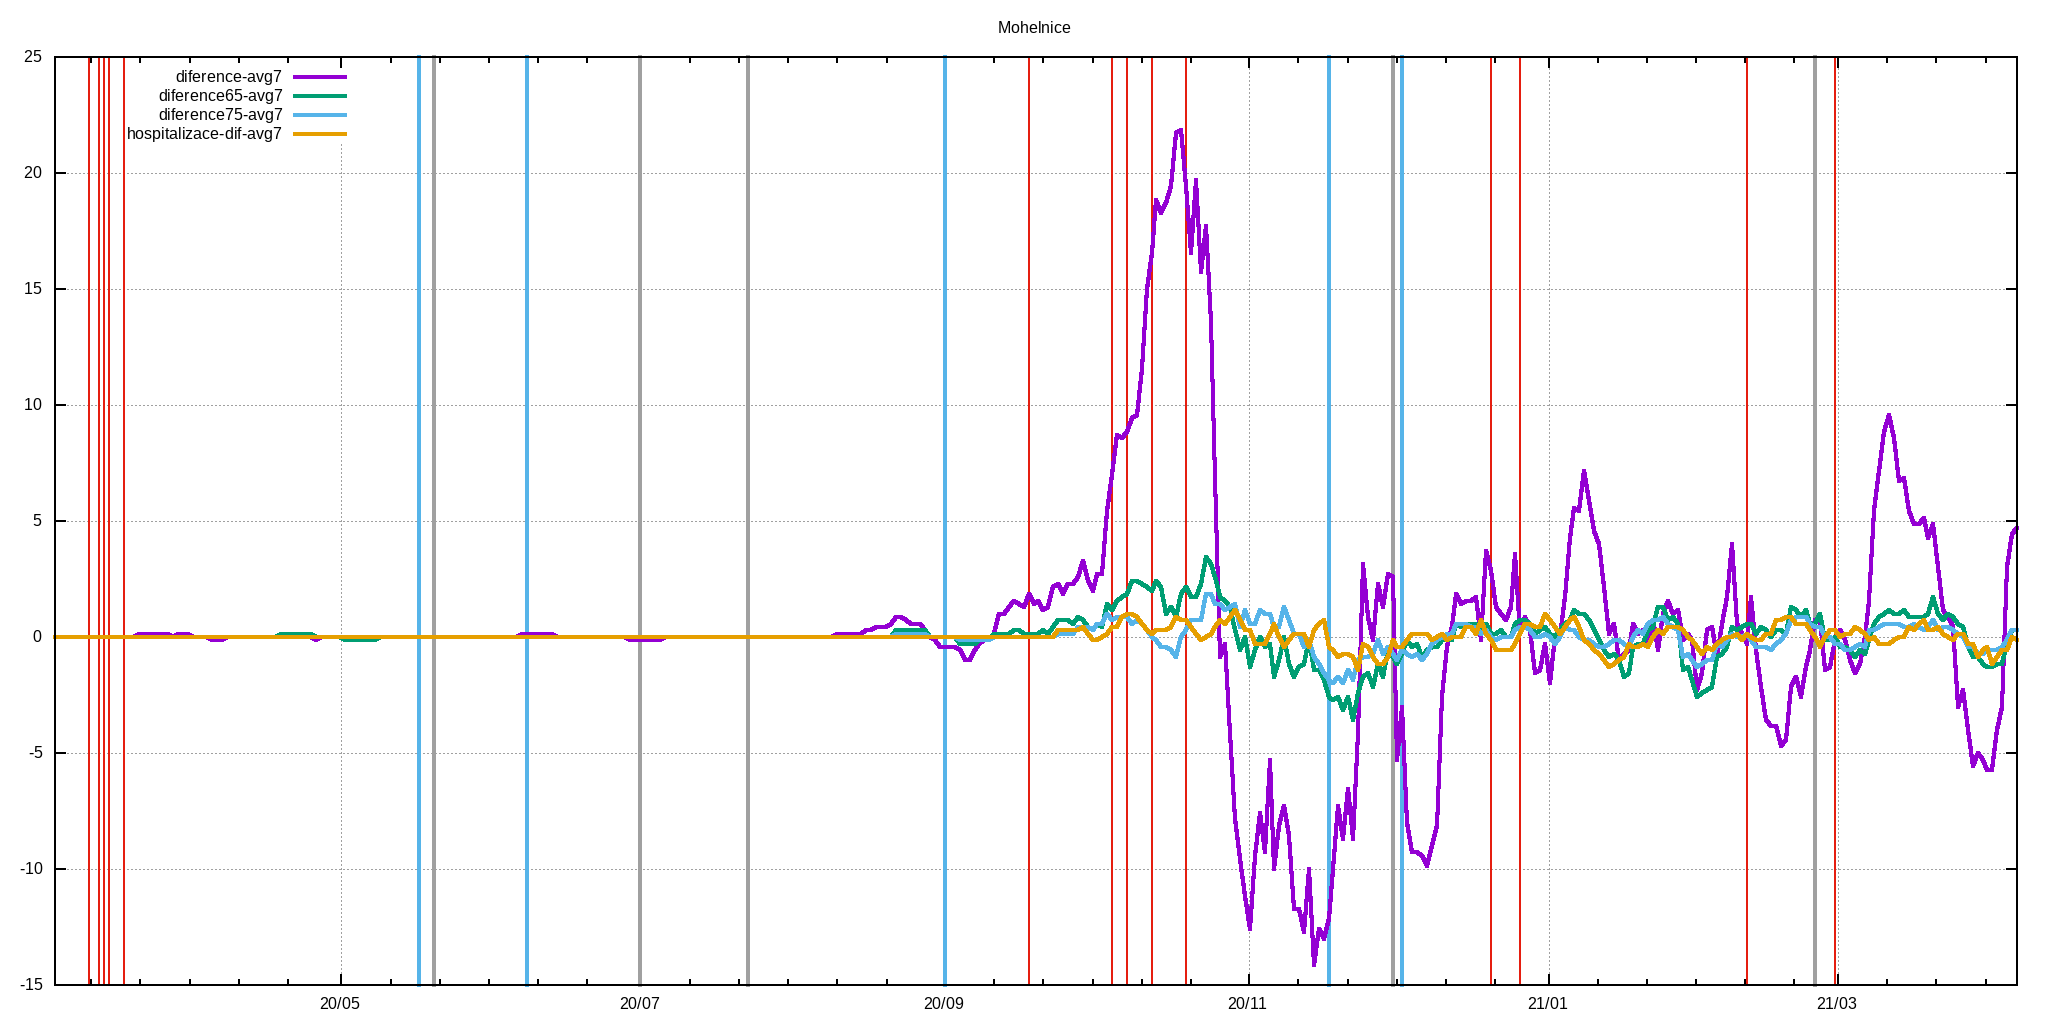 Mohelnice
25
20
15
10
5
0
-5
-10
-15
diference-avg7
diference65-avg7
diference75-avg7
hospitalizace-dif-avg7
20/05 20/07 20/09 20/11 21/01 21/03